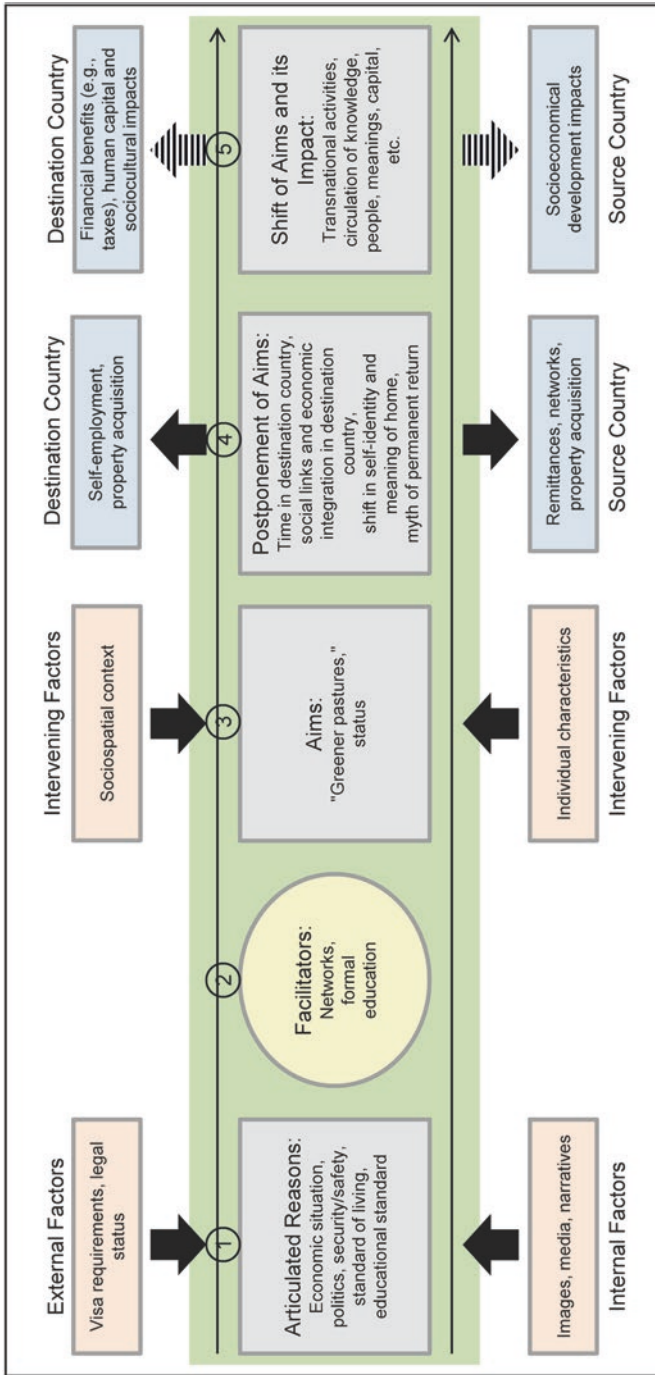 External Factors
Visa requirements, legal
status
1
Articulated Reasons:
Economic situation,
politics, security/safety,
standard of living,
educational standard
Images, media, narratives
Internal Factors
2
Facilitators:
Networks,
formal
education
Intervening Factors
Sociospatial context
3
Aims:
"Greener pastures,"
status
Individual characteristics
Intervening Factors
Destination Country
Self-employment,
property acquisition
4
Postponement of Aims:
Time in destination country,
social links and economic
integration in destination
country,
shift in self-identity and
meaning of home,
myth of permanent return
Remittances, networks,
property acquisition
Source Country
Destination Country
Financial benefits (e.g.,
taxes), human capital and
sociocultural impacts
5
Shift of Aims and its
Impact:
Transnational activities,
circulation of knowledge,
people, meanings, capital,
etc.
Socioeconomical
development impacts
Source Country